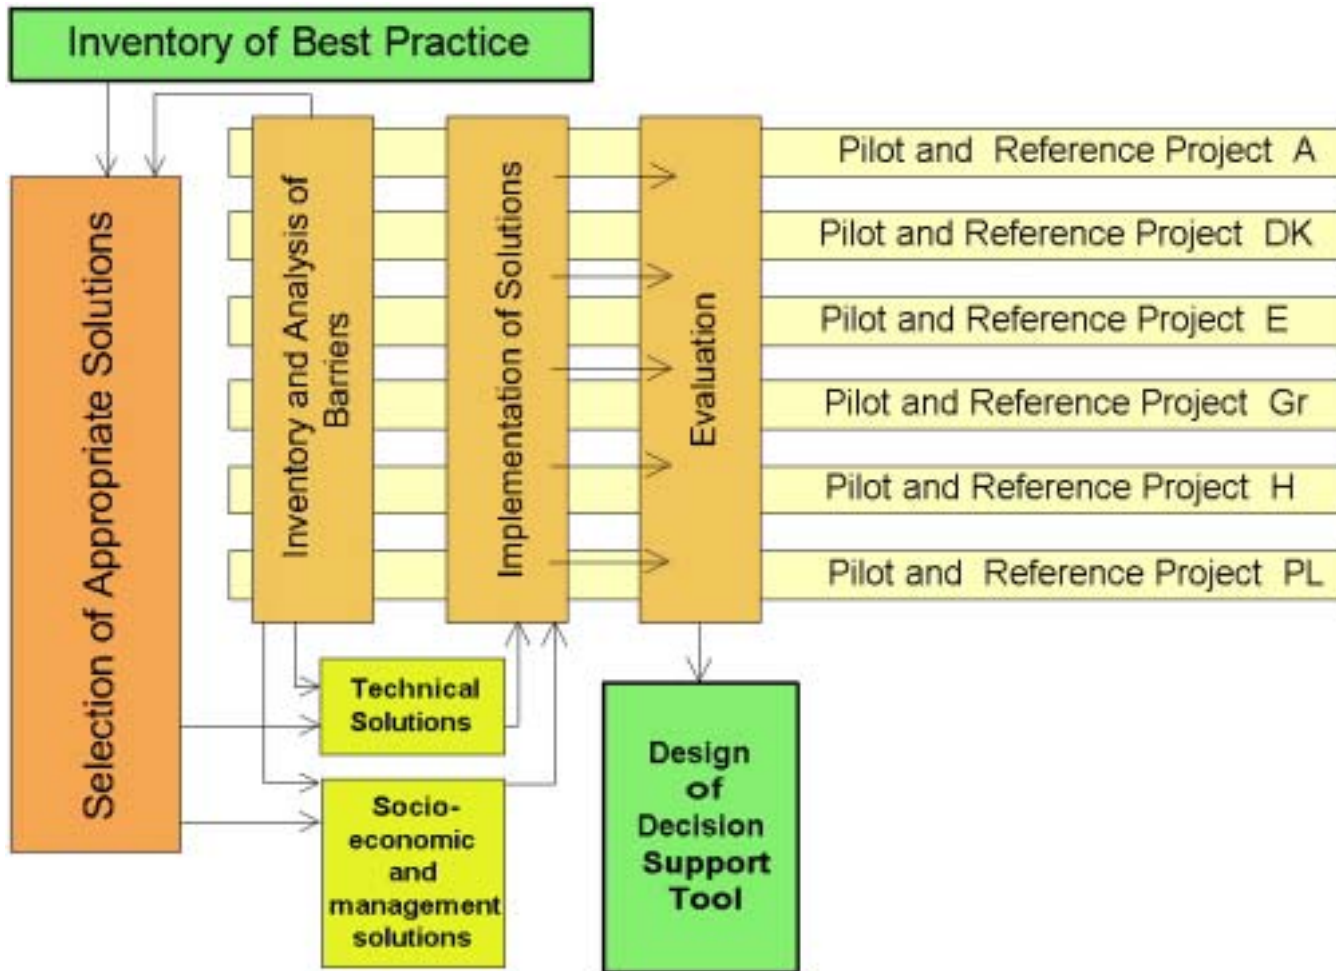 Inventory of Best Practice
Selection of Appropriate Solutions
Inventory and Analysis of
Barriers
Implementation of Solutions
Evaluation
Pilot and Reference Project A
Pilot and Reference Project DK
Pilot and Reference Project E
Pilot and Reference Project Gr
Pilot and Reference Project H
Pilot and Reference Project PL
Technical
Solutions
Socio-
economic
and
management
solutions
Design
of
Decision
Support
Tool